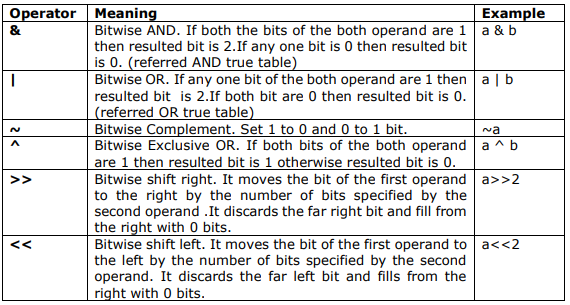 Operator Meaning Example
& Bitwise AND. If both the bits of the both operand are 1 a & b
then resulted bit is 2.If any one bit is 0 then resulted bit
is 0. (referred AND true table)
| Bitwise OR. If any one bit of the both operand are 1 then a | b
resulted bit is 2.If both bit are 0 then resulted bit is 0.
(referred OR true table)
~ Bitwise Complement. Set 1 to 0 and 0 to 1 bit. ~a
^ Bitwise Exclusive OR. If both bits of the both operand a ^ b
are 1 then resulted bit is 1 otherwise resulted bit is 0.
>> Bitwise shift right. It moves the bit of the first operand a>>2
to the right by the number of bits specified by the
second operand .It discards the far right bit and fill from
the right with 0 bits.
<< Bitwise shift left. It moves the bit of the first operand to a<<2
the left by the number of bits specified by the second
operand. It discards the far left bit and fills from the
right with 0 bits.